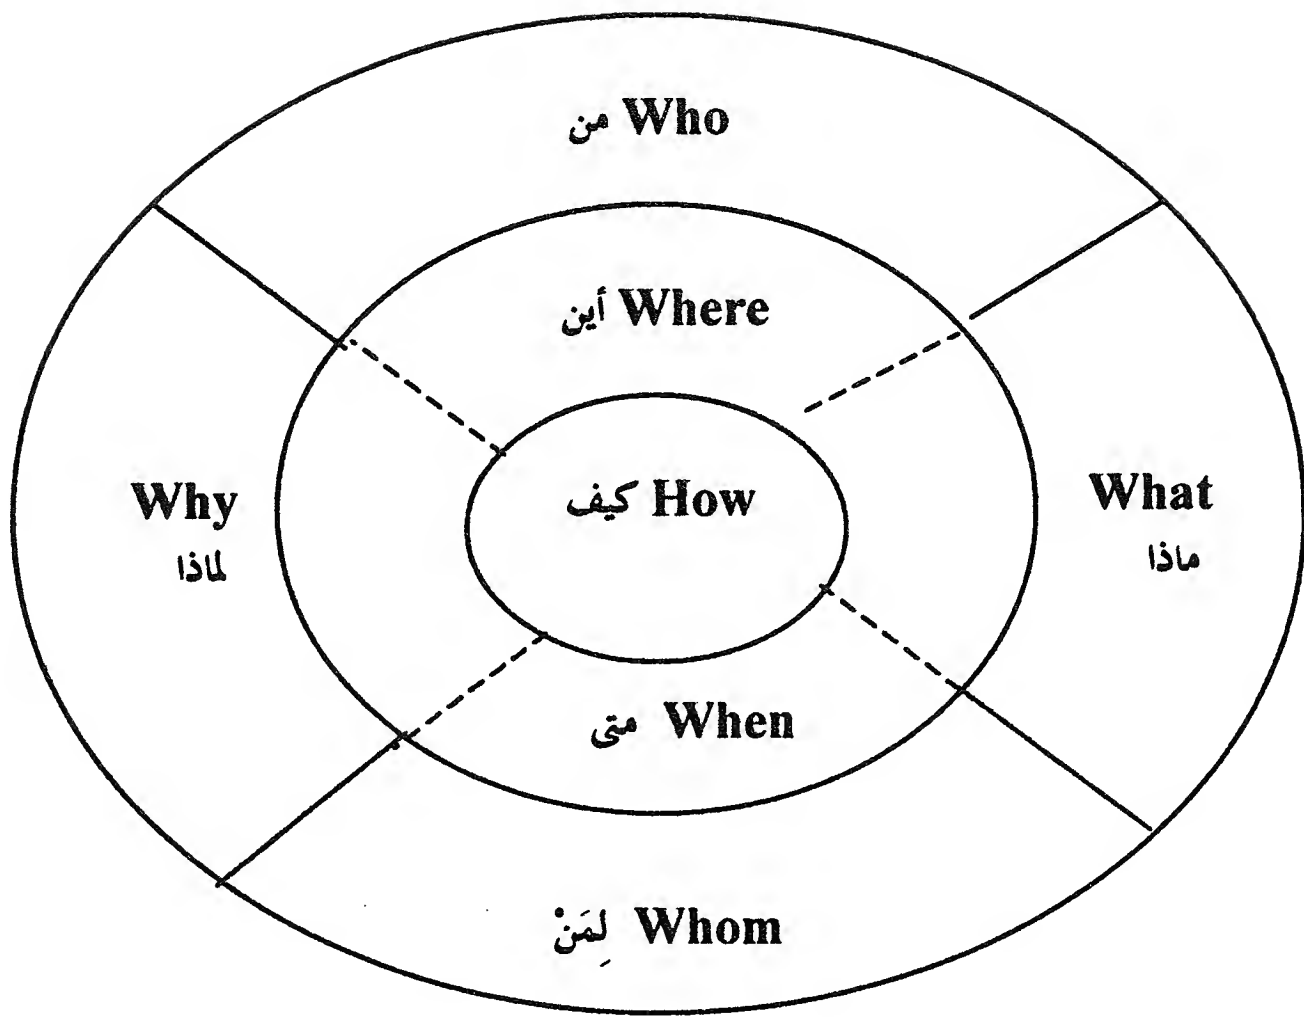 من Who
أين Where
كيف How
Why
لماذا
What
ماذا
متى When
لِمَنْ Whom